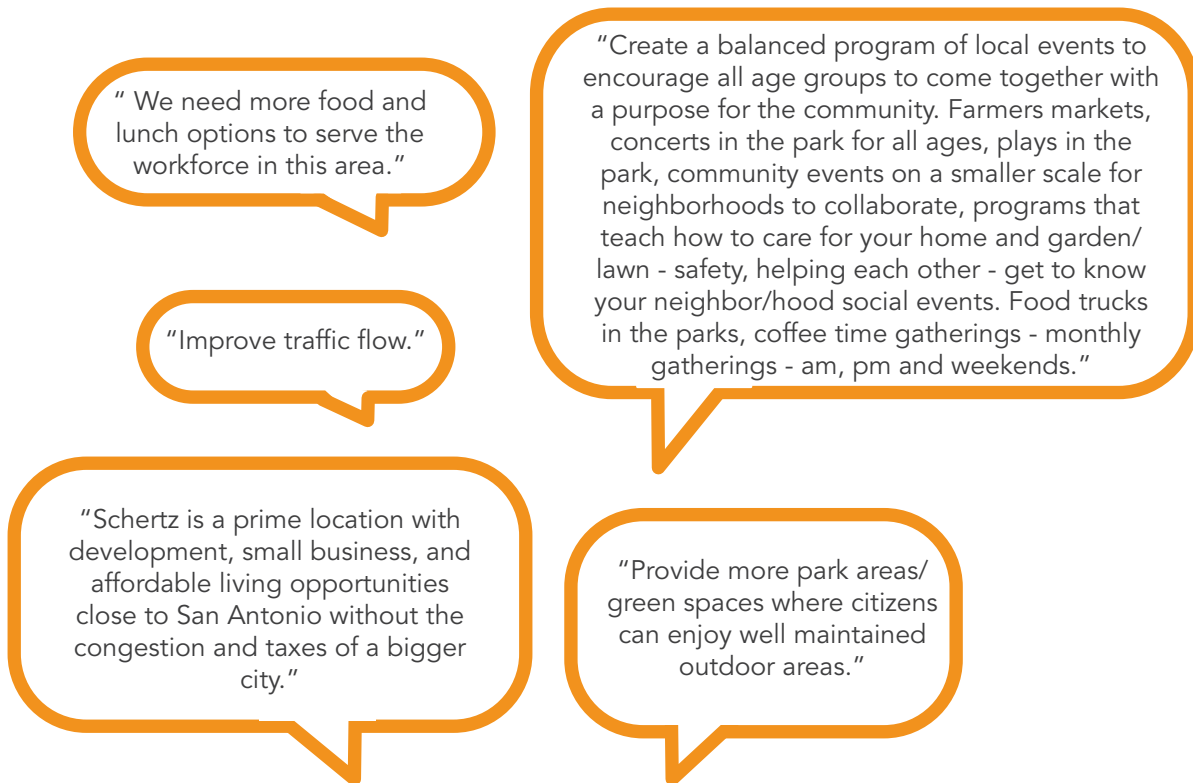 “ We need more food and
lunch options to serve the
workforce in this area.”
“Create a balanced program of local events to
encourage all age groups to come together with
a purpose for the community. Farmers markets,
concerts in the park for all ages, plays in the
park, community events on a smaller scale for
neighborhoods to collaborate, programs that
teach how to care for your home and garden/
lawn - safety, helping each other - get to know
your neighbor/hood social events. Food trucks
in the parks, coffee time gatherings - monthly
gatherings - am, pm and weekends.”
“Improve traffic flow.”
“Schertz is a prime location with
development, small business, and
affordable living opportunities
close to San Antonio without the
congestion and taxes of a bigger
city.”
“Provide more park areas/
green spaces where citizens
can enjoy well maintained
outdoor areas.”